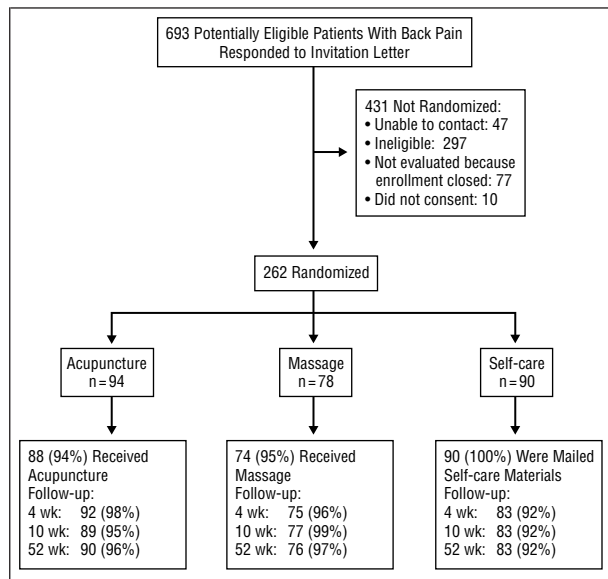 693 Potentially Eligible Patients With Back Pain
Responded to Invitation Letter
431 Not Randomized:
• Unable to contact: 47
• Ineligible: 297
• Not evaluated because
enrollment closed: 77
• Did not consent: 10
262 Randomized
Acupuncture
n=94
Massage
n=78
Self-care
n=90
88 (94%) Received
Acupuncture
Follow-up:
4 wk: 92 (98%)
10 wk: 89 (95%)
52 wk: 90 (96%)
74 (95%) Received
Massage
Follow-up:
4 wk: 75 (96%)
10 wk: 77 (99%)
52 wk: 76 (97%)
90 (100%) Were Mailed
Self-care Materials
Follow-up:
4 wk: 83 (92%)
10 wk: 83 (92%)
52 wk: 83 (92%)